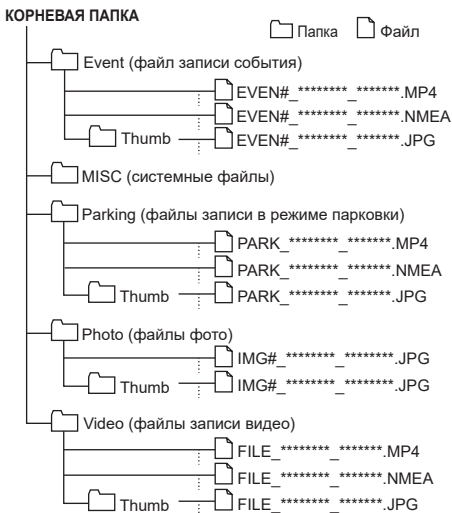 КОРНЕВАЯ ПАПКА
Папка Файл
Event (файл записи события)
EVEN#_********_*******.MP4
EVEN#_********_*******.NMEA
Thumb EVEN#_********_*******.JPG
MISC (системные файлы)
Parking (файлы записи в режиме парковки)
PARK_********_*******.MP4
PARK_********_*******.NMEA
Thumb PARK_********_*******.JPG
Photo (файлы фото)
IMG#_********_*******.JPG
Thumb IMG#_********_*******.JPG
Video (файлы записи видео)
FILE_********_*******.MP4
FILE_********_*******.NMEA
Thumb FILE_********_*******.JPG